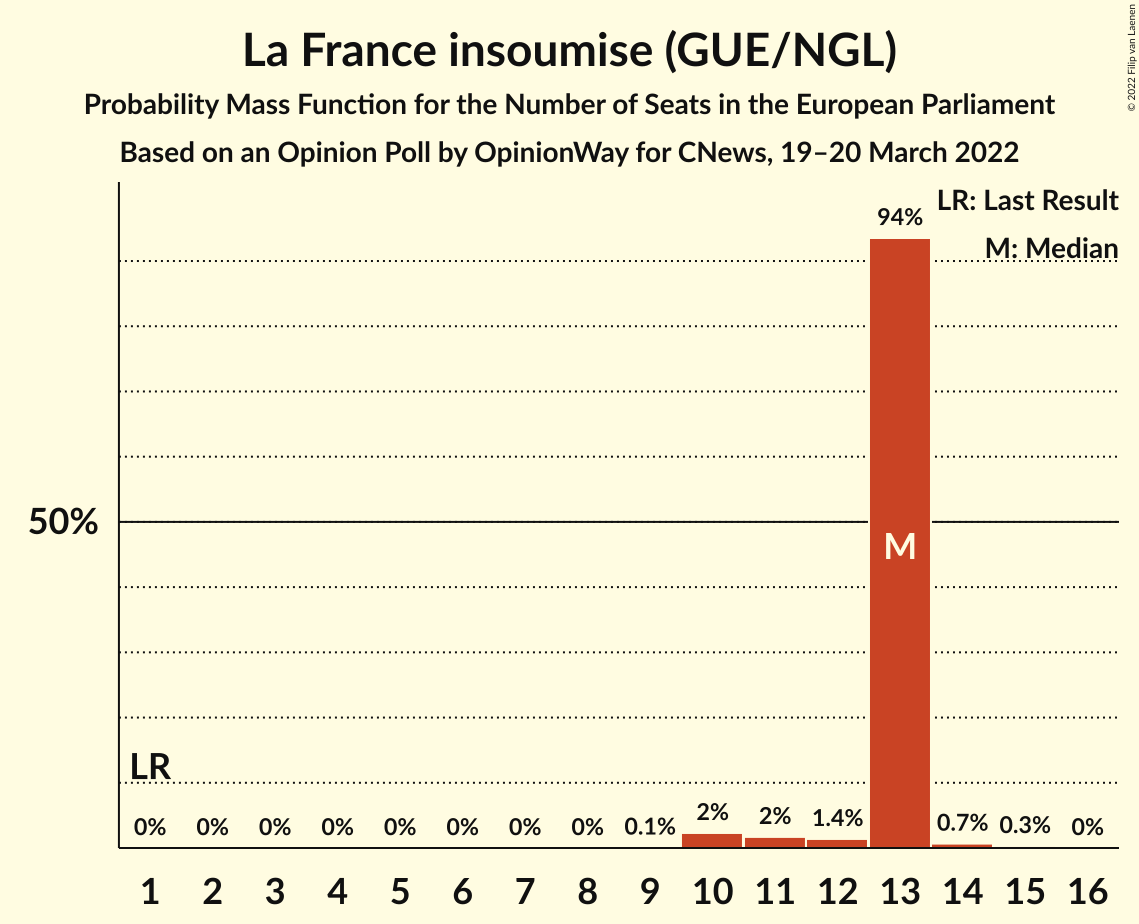 La France insoumise (GUE/NGL)
Probability Mass Function for the Number of Seats in the European Parliament
Based on an Opinion Poll by OpinionWay for CNews, 19–20 March 2022
© 2022 Filip van Laenen
LR: Last Result
M: Median
94%
50%
M
LR
0% 0% 0% 0% 0% 0% 0% 0% 0.1% 2% 2% 1.4% 0.7% 0.3% 0%
1 2 3 4 5 6 7 8 9 10 11 12 13 14 15 16